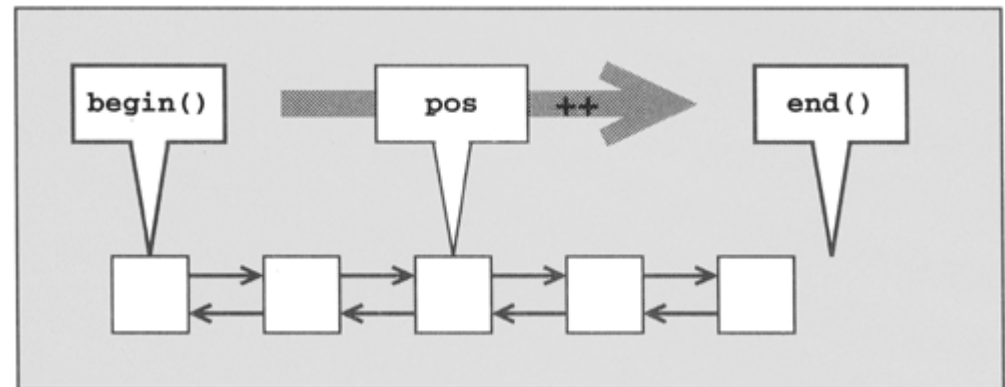 begin()
pos
++
end()